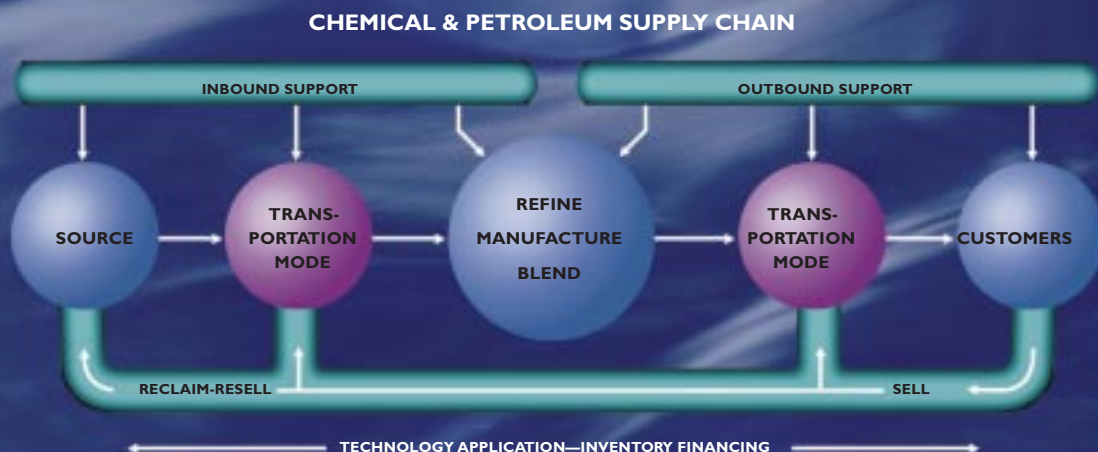 CHEMICAL & PETROLEUM SUPPLY CHAIN
INBOUND SUPPORT
OUTBOUND SUPPORT
SOURCE
TRANS-
PORTATION
MODE
REFINE
MANUFACTURE
BLEND
TRANS-
PORTATION
MODE
CUSTOMERS
RECLAIM-RESELL
SELL
TECHNOLOGY APPLICATION—INVENTORY FINANCING